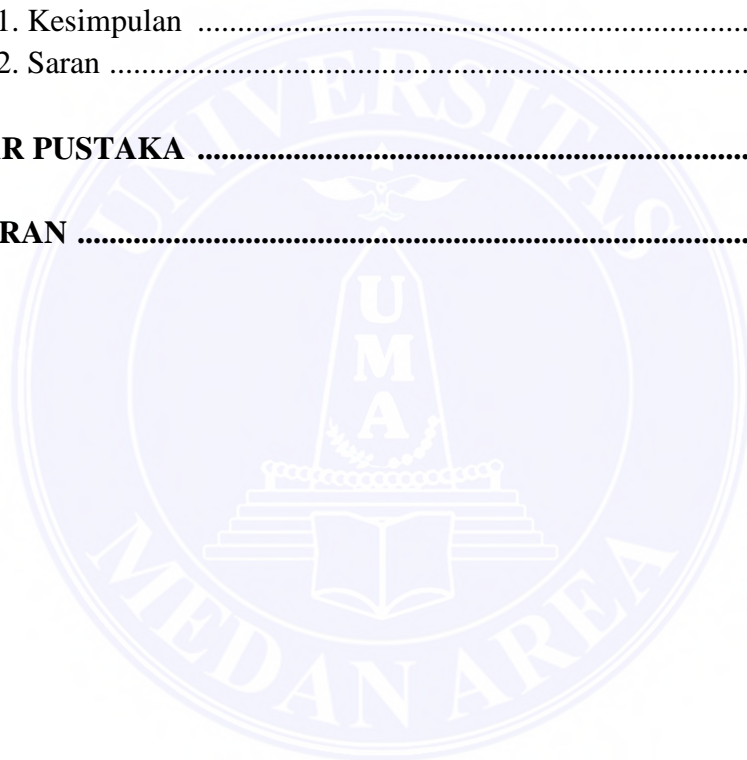 1. Kesimpulan ........................................................................................
2. Saran ..................................................................................................
R PUSTAKA ......................................................................................
RAN .....................................................................................................
UNIVERSITAS
U
M
A
MEDAN AREA